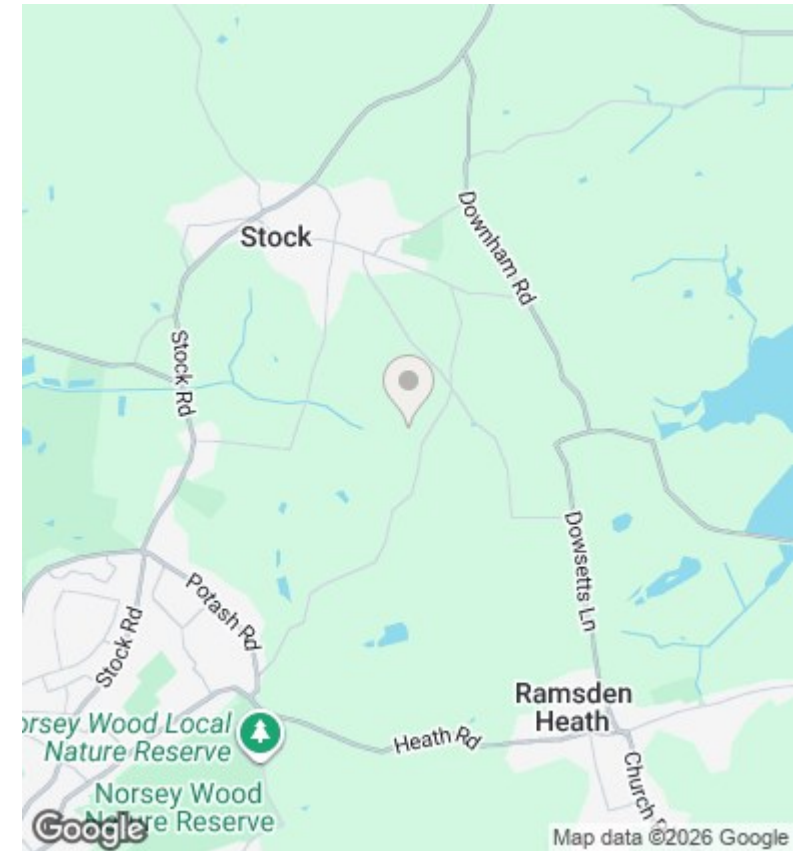 Stock
Downham Rd
Stock Rd
Dowsetts Ln
Potash Rd
Stock Rd
Ramsden
Heath
orsey Wood Local
Nature Reserve
Heath Rd
Norsey Wood
Nature Reserve
Church
Google
Map data ©2026 Google